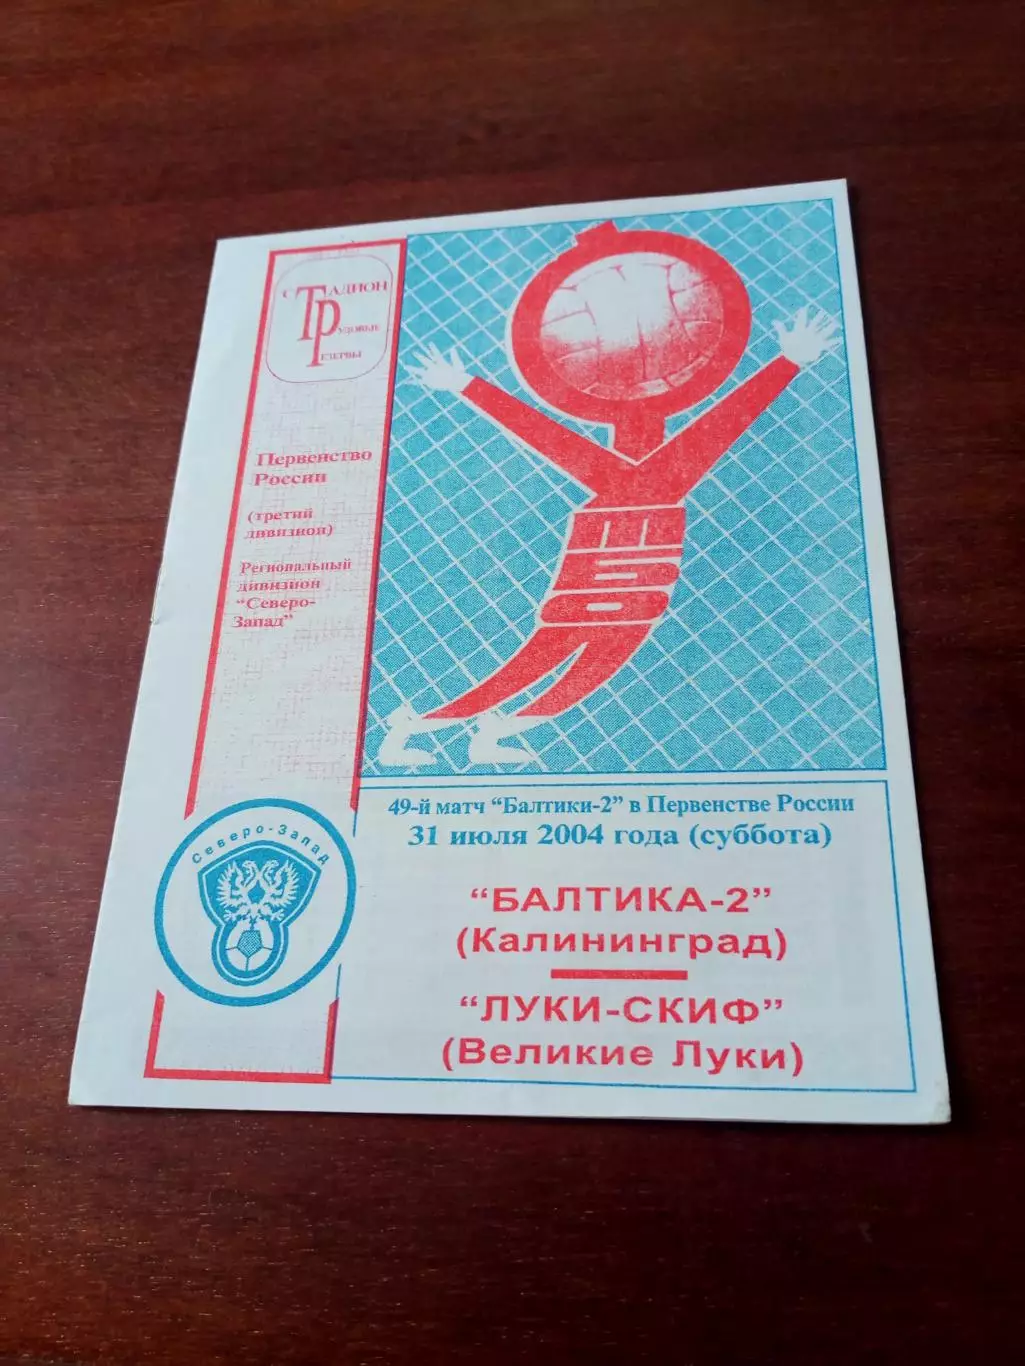 СТАДИОН
ТРУДОВЫЕ
РЕЗЕРВЫ
Первенство
России
(третий
дивизион)
Региональный
дивизион
“Северо-
Запад”
ФУТБОЛ
Северо-Запад
49-й матч “Балтики-2” в Первенстве России
31 июля 2004 года (суббота)
“БАЛТИКА-2”
(Калининград)
“ЛУКИ-СКИФ”
(Великие Луки)